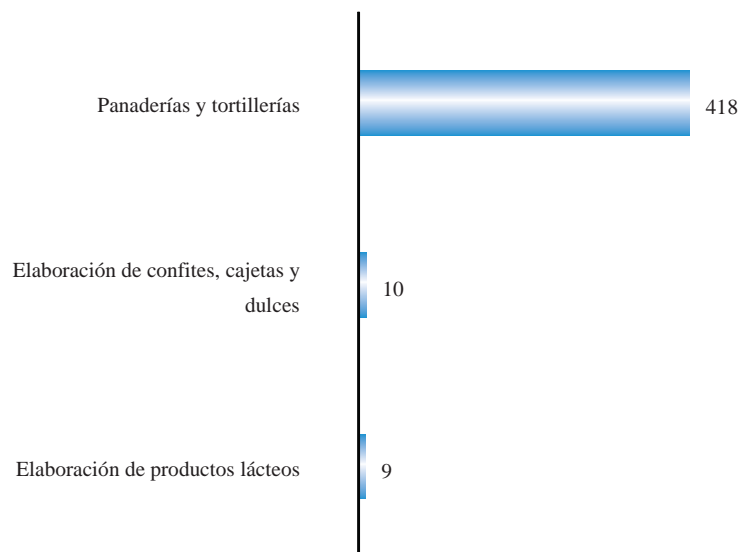 Panaderías y tortillerías
418
Elaboración de confites, cajetas y
dulces
10
Elaboración de productos lácteos
9